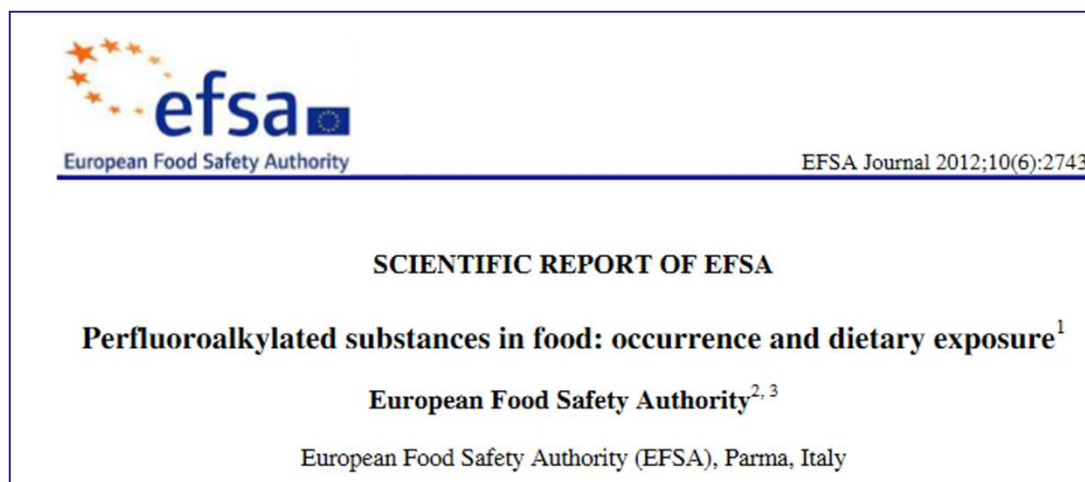 efsa
European Food Safety Authority
EFSA Journal 2012;10(6):2743
SCIENTIFIC REPORT OF EFSA
Perfluoroalkylated substances in food: occurrence and dietary exposure1
European Food Safety Authority2, 3
European Food Safety Authority (EFSA), Parma, Italy